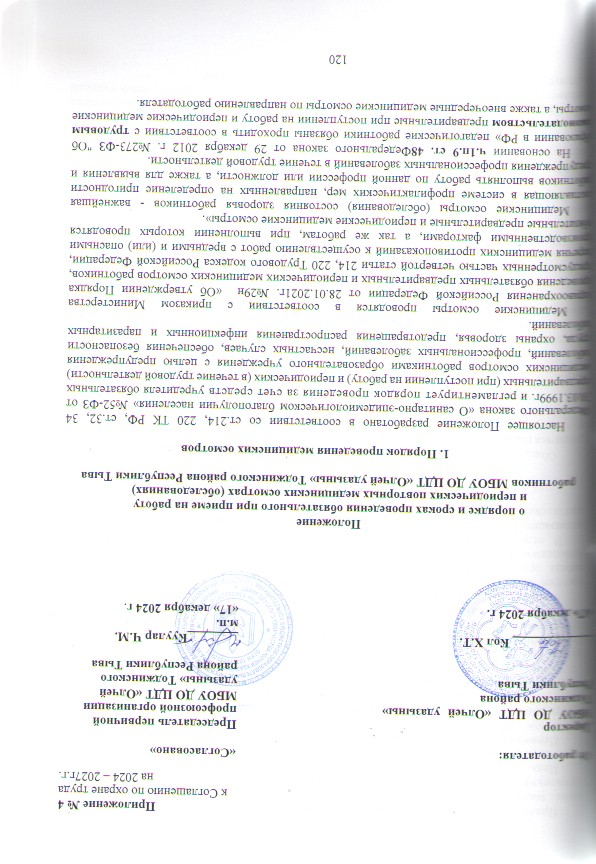 Приложение № 4
к Соглашению по охране труда
на 2024 – 2027г.г.
работодателя:
«Согласовано»
Директор
МБОУ ДО ЦДТ «Олчей удазыны»
Тоджинского района
Республики Тыва
Кол Х.Т.
декабря 2024 г.
Председатель первичной
профсоюзной организации
МБОУ ДО ЦДТ «Олчей
удазыны» Тоджинского
района Республики Тыва
Куулар Ч.М.
м.п.
«17» декабря 2024 г.
Положение
о порядке и сроках проведения обязательного при приеме на работу
и периодических повторных медицинских осмотрах (обследованиях)
работников МБОУ ДО ЦДТ «Олчей удазыны» Тоджинского района Республики Тыва
1. Порядок проведения медицинских осмотров
Настоящее Положение разработано в соответствии со ст.214, 220 ТК РФ, ст.32, 34
Федерального закона «О санитарно-эпидемиологическом благополучии населения» №52-ФЗ от
30.03.1999г. и регламентирует порядок проведения за счет средств учредителя обязательных
предварительных (при поступлении на работу) и периодических (в течение трудовой деятельности)
медицинских осмотров работниками образовательного учреждения с целью предупреждения
заболеваний, профессиональных заболеваний, несчастных случаев, обеспечения безопасности
труда, охраны здоровья, предотвращения распространения инфекционных и паразитарных
заболеваний.
Медицинские осмотры проводятся в соответствии с приказом Министерства
здравоохранения Российской Федерации от 28.01.2021г. №29н «Об утверждении Порядка
проведения обязательных предварительных и периодических медицинских осмотров работников,
предусмотренных частью четвертой статьи 214, 220 Трудового кодекса Российской Федерации,
перечня медицинских противопоказаний к осуществлению работ с вредными и (или) опасными
производственными факторами, а так же работам, при выполнении которых проводятся
обязательные предварительные и периодические медицинские осмотры».
Медицинские осмотры (обследования) состояния здоровья работников - важнейшая
составляющая в системе профилактических мер, направленных на определение пригодности
работников выполнять работу по данной профессии или должности, а также для выявления и
предупреждения профессиональных заболеваний в течение трудовой деятельности.
На основании ч.1п.9 ст. 48Федерального закона от 29 декабря 2012 г. №273-ФЗ "Об
образовании в РФ» педагогические работники обязаны проходить в соответствии с трудовым
законодательством предварительные при поступлении на работу и периодические медицинские
осмотры, а также внеочередные медицинские осмотры по направлению работодателя.
120